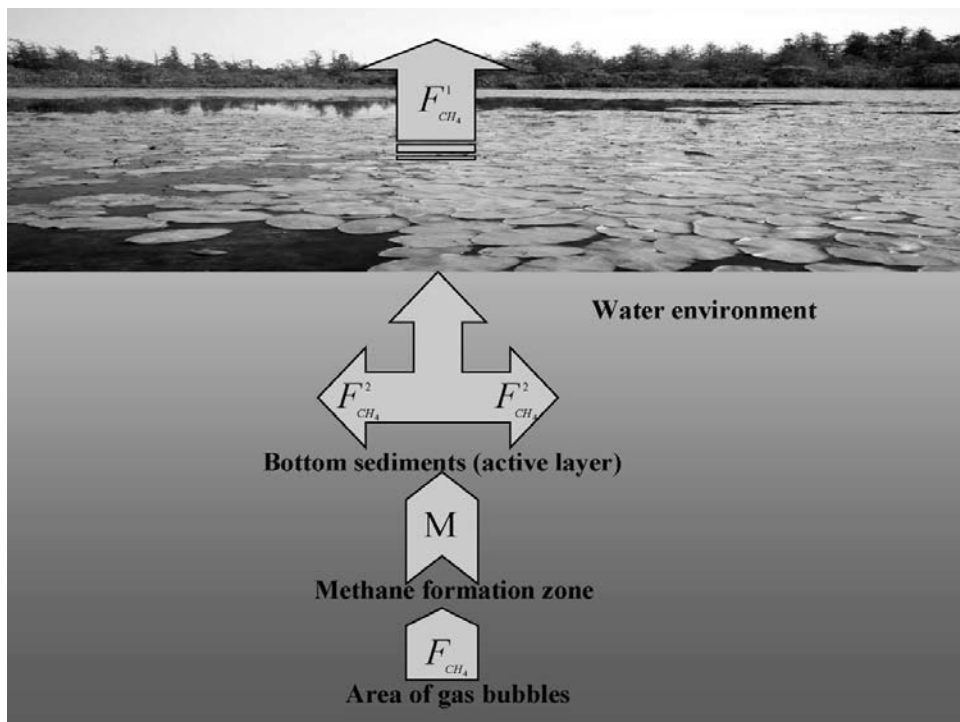 F¹CH₄
Water environment
F²CH₄ F²CH₄
Bottom sediments (active layer)
M
Methane formation zone
FCH₄
Area of gas bubbles